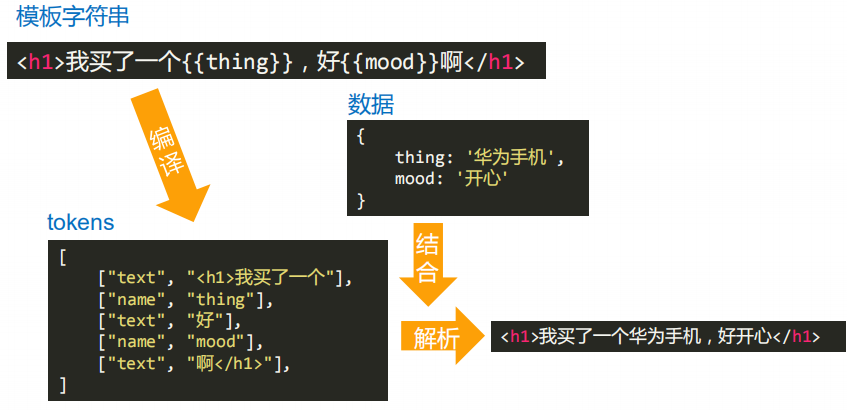 模板字符串
<h1>我买了一个{{thing}}，好{{mood}}啊</h1>
编译
数据
{
    thing: '华为手机',
    mood: '开心'
}
tokens
[
    ["text", "<h1>我买了一个"],
    ["name", "thing"],
    ["text", "好"],
    ["name", "mood"],
    ["text", "啊</h1>"],
]
结合
解析
<h1>我买了一个华为手机，好开心</h1>